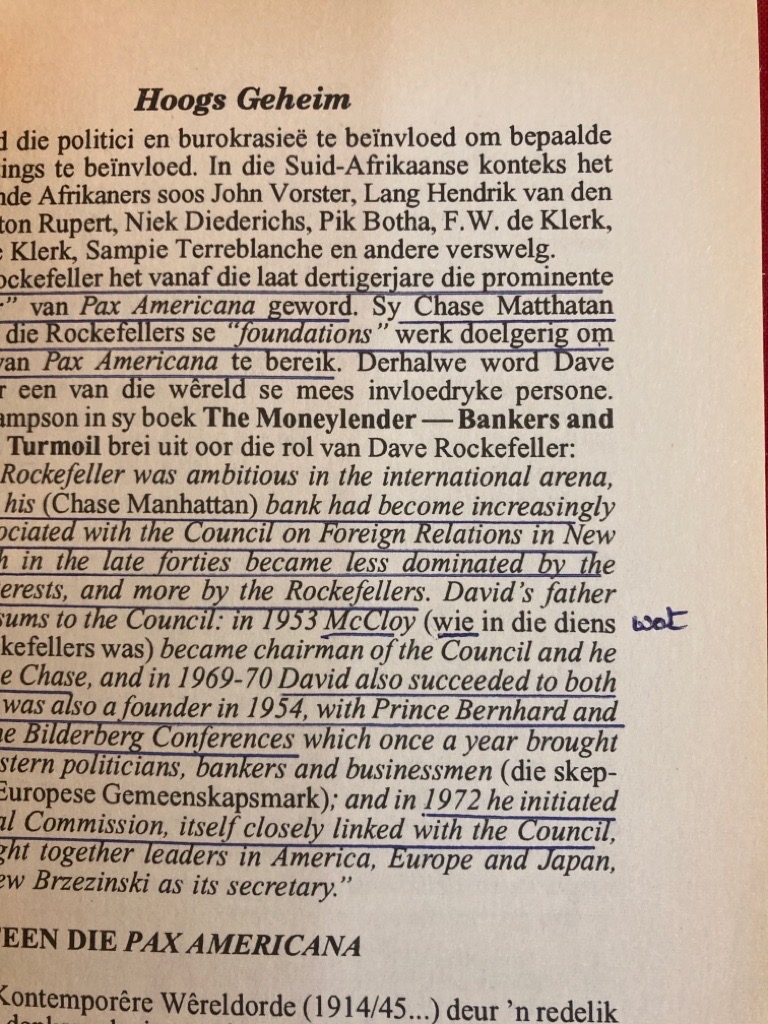 Hoogs Geheim
d die politici en burokrasieë te beïnvloed om bepaalde
ings te beïnvloed. In die Suid-Afrikaanse konteks het
nde Afrikaners soos John Vorster, Lang Hendrik van den
ton Rupert, Niek Diederichs, Pik Botha, F.W. de Klerk,
e Klerk, Sampie Terreblanche en andere verswelg.
ockefeller het vanaf die laat dertigerjare die prominente
r” van Pax Americana geword. Sy Chase Matthatan
die Rockefellers se “foundations” werk doelgerig om
van Pax Americana te bereik. Derhalwe word Dave
r een van die wêreld se mees invloedryke persone.
ampson in sy boek The Moneylender — Bankers and
Turmoil brei uit oor die rol van Dave Rockefeller:
Rockefeller was ambitious in the international arena,
his (Chase Manhattan) bank had become increasingly
ociated with the Council on Foreign Relations in New
h in the late forties became less dominated by the
erests, and more by the Rockefellers. David’s father
sums to the Council: in 1953 McCloy (wie in die diens wat
kefellers was) became chairman of the Council and he
e Chase, and in 1969-70 David also succeeded to both
was also a founder in 1954, with Prince Bernhard and
he Bilderberg Conferences which once a year brought
stern politicians, bankers and businessmen (die skep-
Europese Gemeenskapsmark); and in 1972 he initiated
al Commission, itself closely linked with the Council,
ght together leaders in America, Europe and Japan,
ew Brzezinski as its secretary.”
TEEN DIE PAX AMERICANA
Kontemporêre Wêreldorde (1914/45...) deur ’n redelik